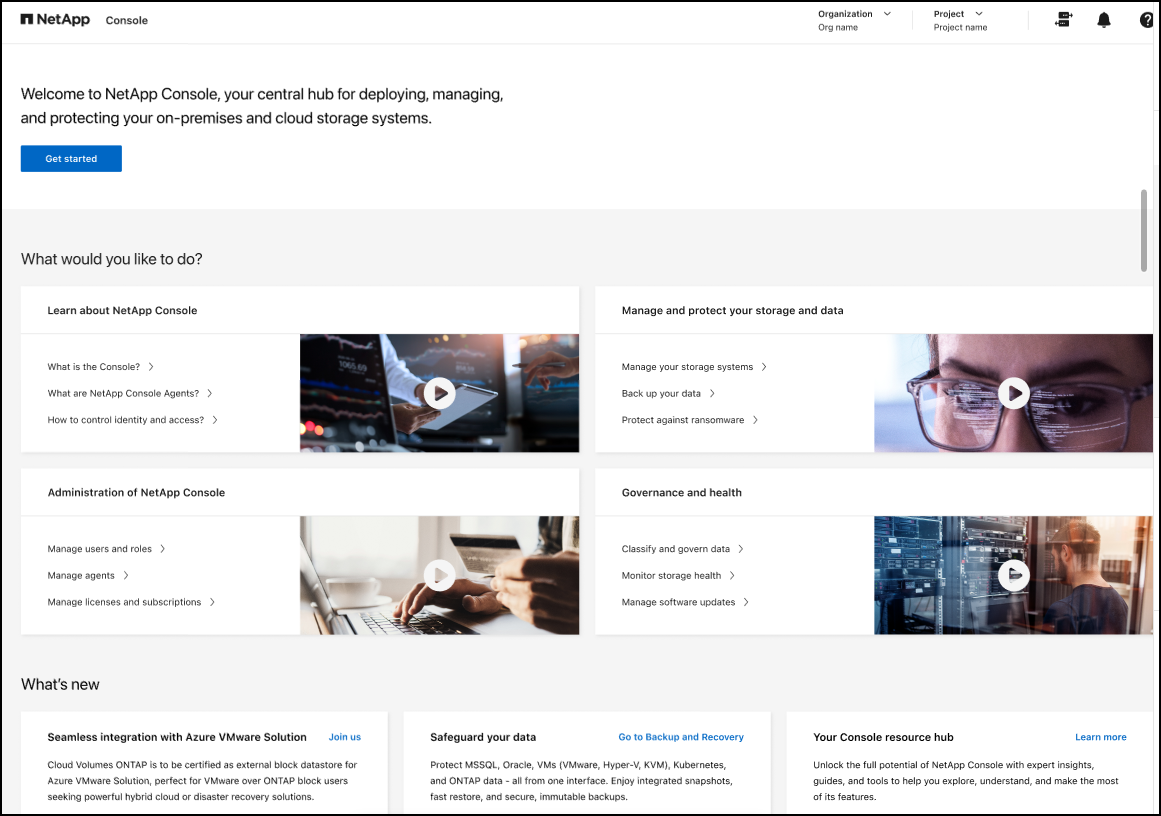 NetApp Console
Organization
Org name
Project
Project name
Welcome to NetApp Console, your central hub for deploying, managing,
and protecting your on-premises and cloud storage systems.
Get started
What would you like to do?
Learn about NetApp Console
What is the Console?
What are NetApp Console Agents?
How to control identity and access?
Manage and protect your storage and data
Manage your storage systems
Back up your data
Protect against ransomware
Administration of NetApp Console
Manage users and roles
Manage agents
Manage licenses and subscriptions
Governance and health
Classify and govern data
Monitor storage health
Manage software updates
What's new
Seamless integration with Azure VMware Solution Join us
Cloud Volumes ONTAP is to be certified as external block datastore for
Azure VMware Solution, perfect for VMware over ONTAP block users
seeking powerful hybrid cloud or disaster recovery solutions.
Safeguard your data Go to Backup and Recovery
Protect MSSQL, Oracle, VMs (VMware, Hyper-V, KVM), Kubernetes,
and ONTAP data - all from one interface. Enjoy integrated snapshots,
fast restore, and secure, immutable backups.
Your Console resource hub Learn more
Unlock the full potential of NetApp Console with expert insights,
guides, and tools to help you explore, understand, and make the most
of its features.